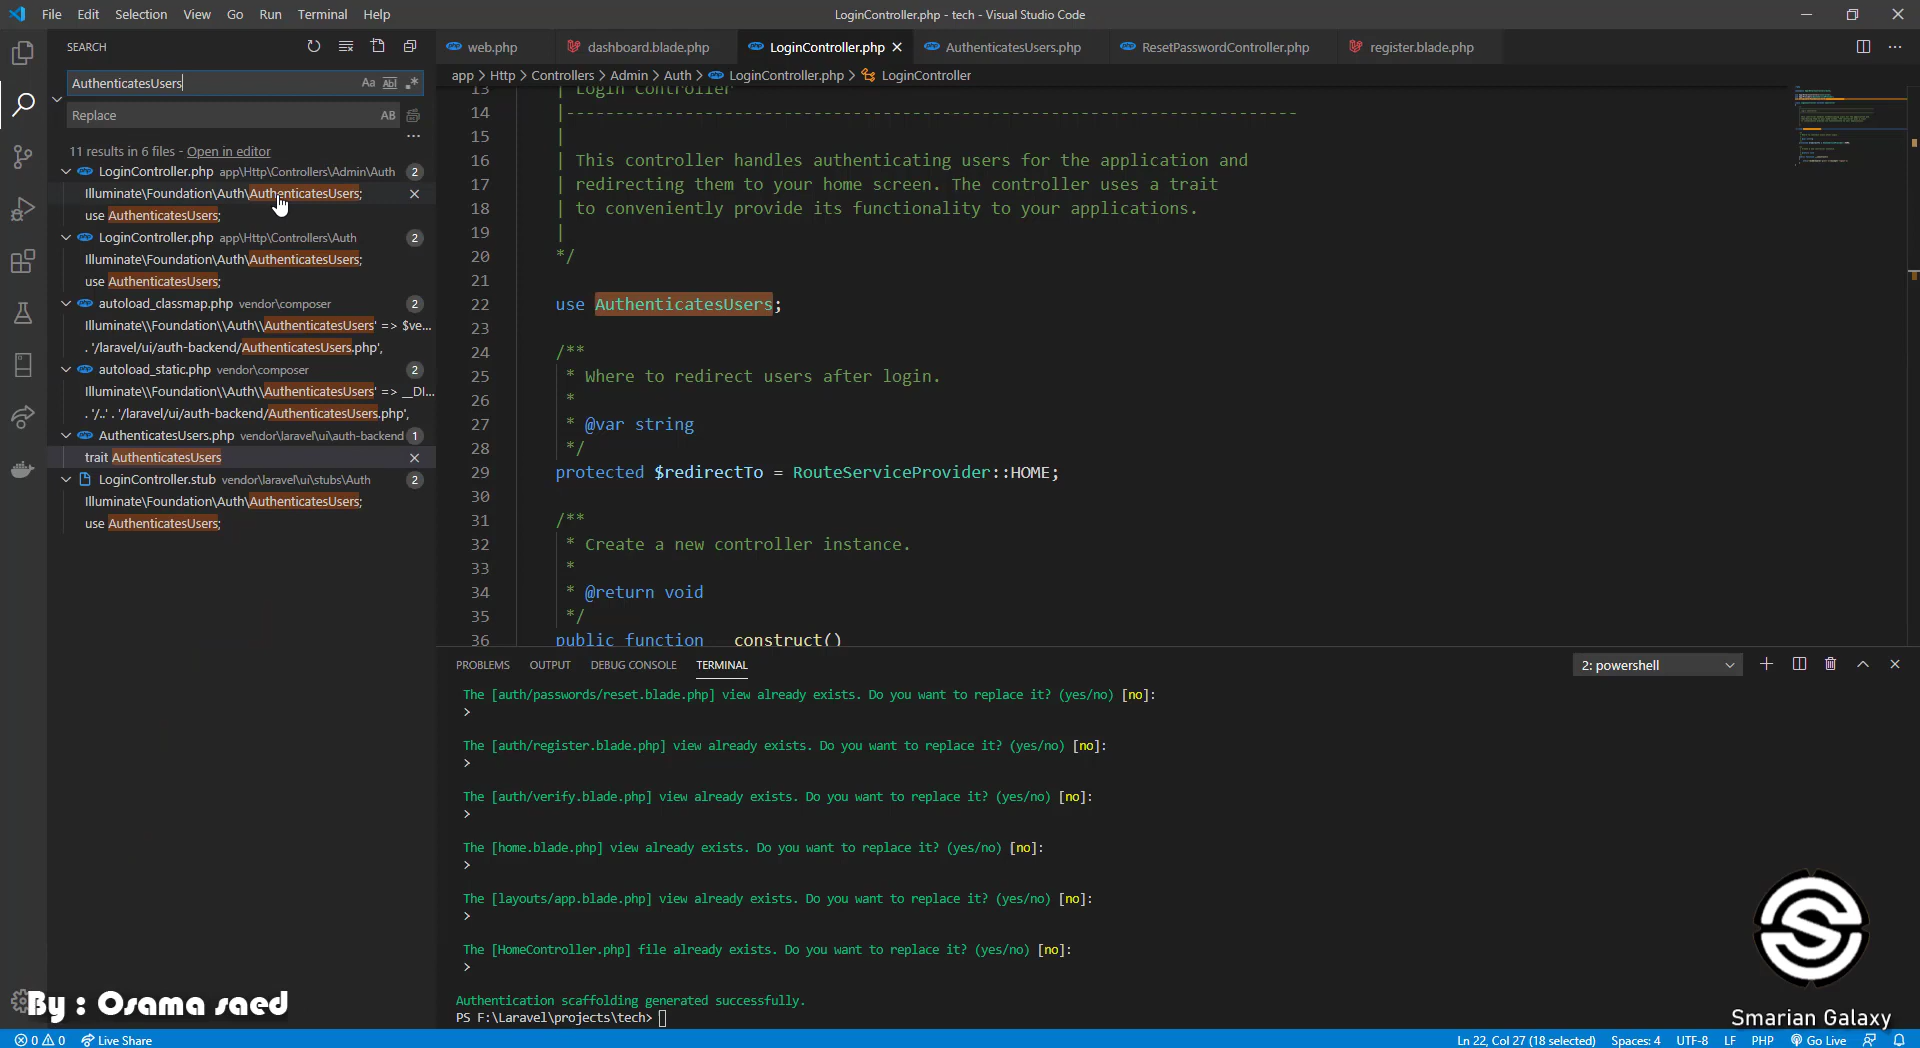 File Edit Selection View Go Run Terminal Help
LoginController.php - tech - Visual Studio Code
SEARCH
AuthenticatesUsers
Aa Abl .*
Replace
AB
...
11 results in 6 files - Open in editor
LoginController.php app\Http\Controllers\Admin\Auth 2
Illuminate\Foundation\Auth\AuthenticatesUsers;
use AuthenticatesUsers;
LoginController.php app\Http\Controllers\Auth 2
Illuminate\Foundation\Auth\AuthenticatesUsers;
use AuthenticatesUsers;
autoload_classmap.php vendor\composer 2
Illuminate\\Foundation\\Auth\\AuthenticatesUsers' => $ve...
. '/laravel/ui/auth-backend/AuthenticatesUsers.php',
autoload_static.php vendor\composer 2
Illuminate\\Foundation\\Auth\\AuthenticatesUsers' => __DI...
. '/..' . '/laravel/ui/auth-backend/AuthenticatesUsers.php',
AuthenticatesUsers.php vendor\laravel\ui\auth-backend 1
trait AuthenticatesUsers
LoginController.stub vendor\laravel\ui\stubs\Auth 2
Illuminate\Foundation\Auth\AuthenticatesUsers;
use AuthenticatesUsers;
web.php dashboard.blade.php LoginController.php AuthenticatesUsers.php ResetPasswordController.php register.blade.php
app > Http > Controllers > Admin > Auth > LoginController.php > LoginController
13 | Login Controller
14 |--------------------------------------------------------------------------
15 |
16 | This controller handles authenticating users for the application and
17 | redirecting them to your home screen. The controller uses a trait
18 | to conveniently provide its functionality to your applications.
19 |
20 */
21
22 use AuthenticatesUsers;
23
24 /**
25 * Where to redirect users after login.
26 *
27 * @var string
28 */
29 protected $redirectTo = RouteServiceProvider::HOME;
30
31 /**
32 * Create a new controller instance.
33 *
34 * @return void
35 */
36 public function __construct()
PROBLEMS OUTPUT DEBUG CONSOLE TERMINAL
2: powershell
The [auth/passwords/reset.blade.php] view already exists. Do you want to replace it? (yes/no) [no]:
>
The [auth/register.blade.php] view already exists. Do you want to replace it? (yes/no) [no]:
>
The [auth/verify.blade.php] view already exists. Do you want to replace it? (yes/no) [no]:
>
The [home.blade.php] view already exists. Do you want to replace it? (yes/no) [no]:
>
The [layouts/app.blade.php] view already exists. Do you want to replace it? (yes/no) [no]:
>
The [HomeController.php] file already exists. Do you want to replace it? (yes/no) [no]:
>
Authentication scaffolding generated successfully.
PS F:\Laravel\projects\tech>
By : Osama saed
Smarian Galaxy
0 0 Live Share
Ln 22, Col 27 (18 selected) Spaces: 4 UTF-8 LF PHP Go Live